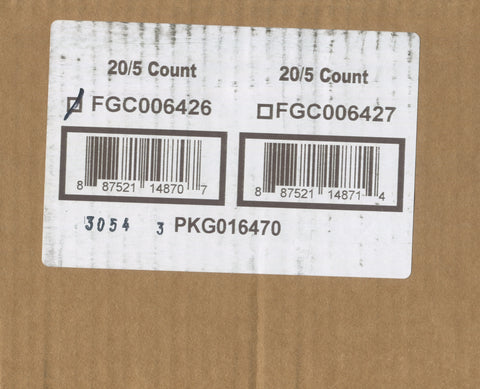 20/5 Count
FGC006426
8 87521 14870 7
20/5 Count
FGC006427
8 87521 14871 4
3054 3 PKG016470